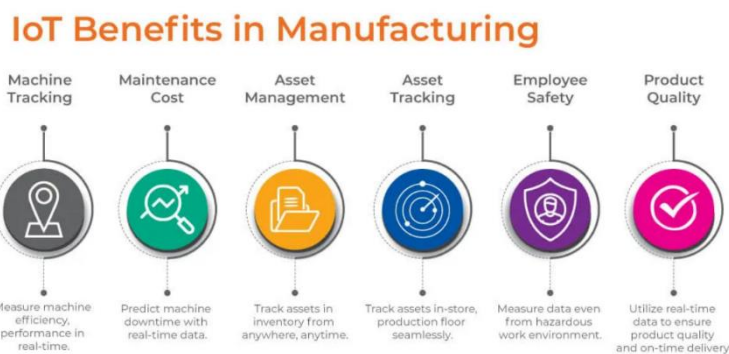 IoT Benefits in Manufacturing
Machine
Tracking
Maintenance
Cost
Asset
Management
Asset
Tracking
Employee
Safety
Product
Quality
Measure machine
efficiency,
performance in
real-time.
Predict machine
downtime with
real-time data.
Track assets in
inventory from
anywhere, anytime.
Track assets in-store,
production floor
seamlessly.
Measure data even
from hazardous
work environment.
Utilize real-time
data to ensure
product quality
and on-time delivery